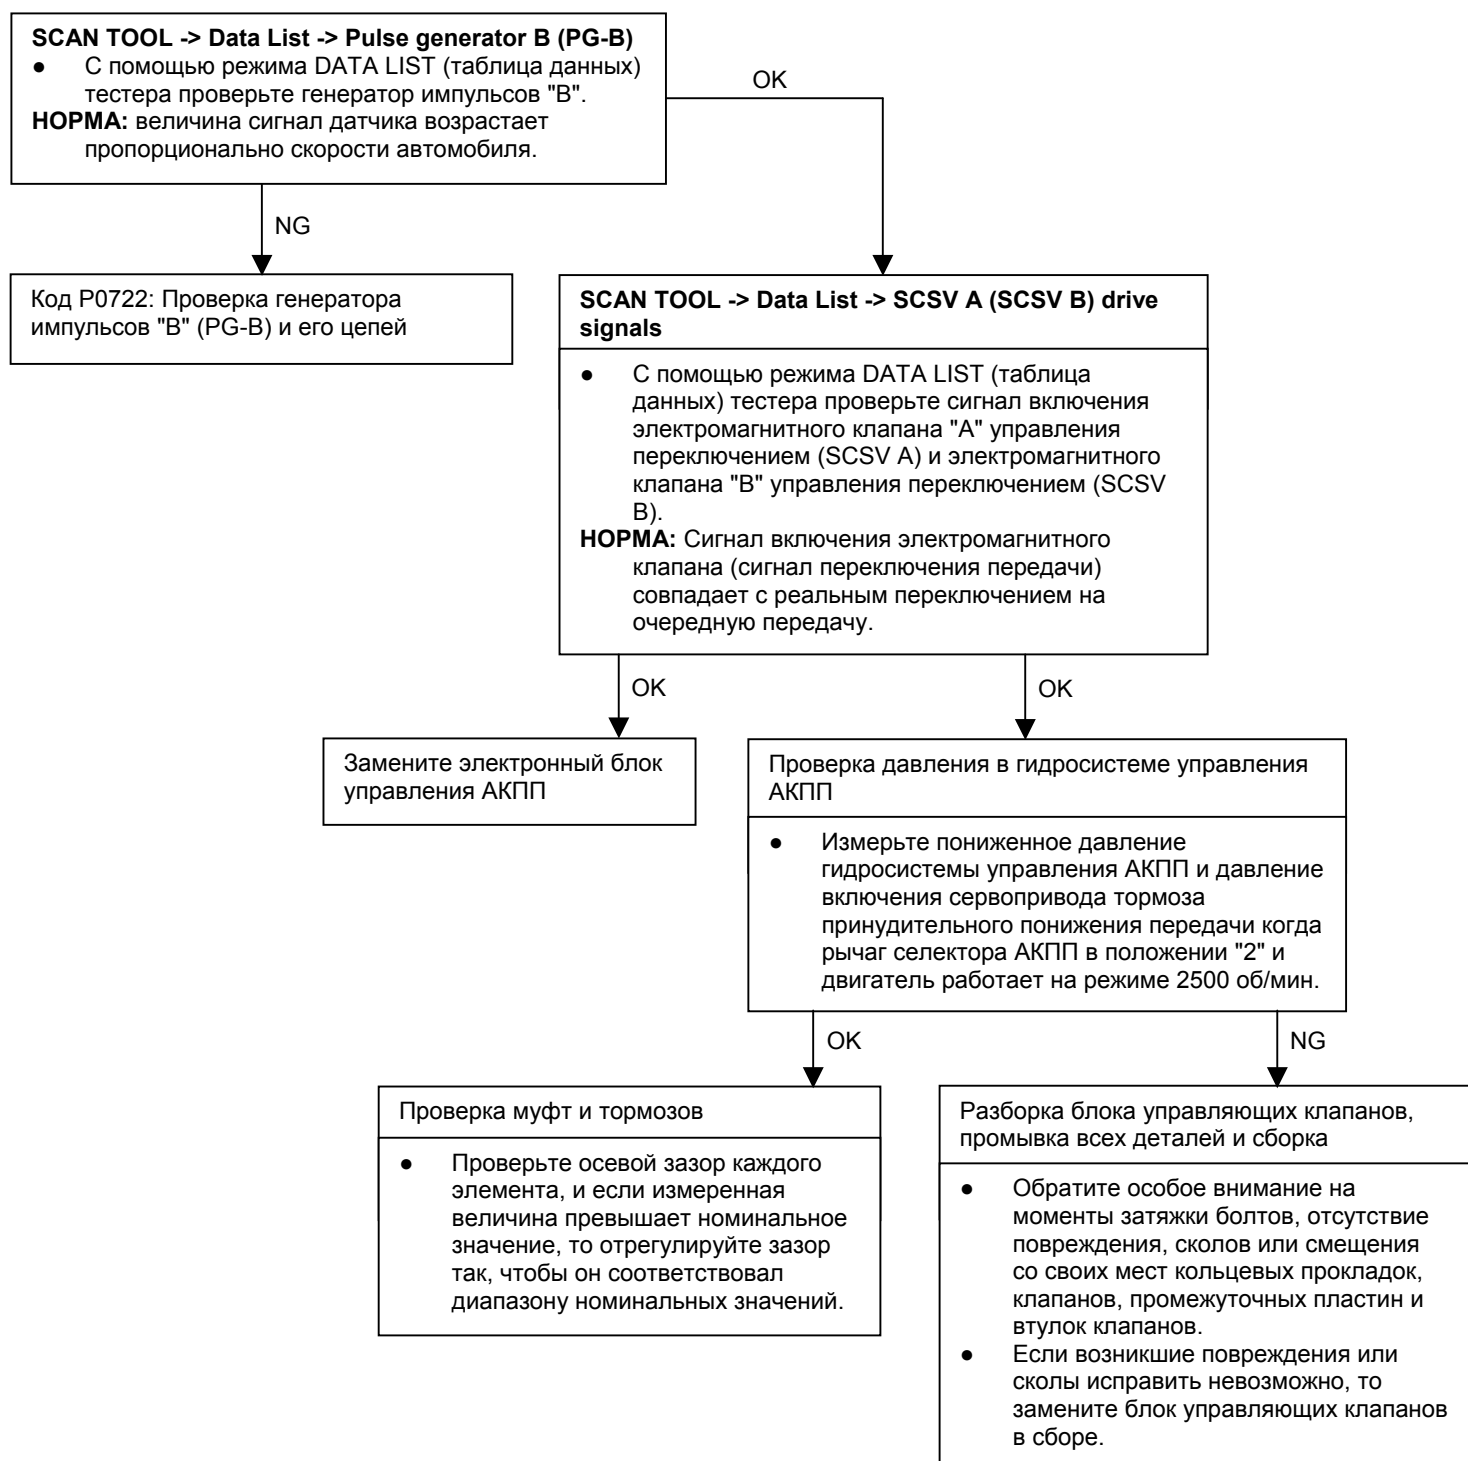 SCAN TOOL -> Data List -> Pulse generator B (PG-B)
● С помощью режима DATA LIST (таблица данных)
тестера проверьте генератор импульсов "В".
НОРМА: величина сигнал датчика возрастает
пропорционально скорости автомобиля.
OK
NG
Код Р0722: Проверка генератора
импульсов "В" (PG-B) и его цепей
SCAN TOOL -> Data List -> SCSV A (SCSV B) drive
signals
● С помощью режима DATA LIST (таблица
данных) тестера проверьте сигнал включения
электромагнитного клапана "А" управления
переключением (SCSV A) и электромагнитного
клапана "В" управления переключением (SCSV
B).
НОРМА: Сигнал включения электромагнитного
клапана (сигнал переключения передачи)
совпадает с реальным переключением на
очередную передачу.
OK
OK
Замените электронный блок
управления АКПП
Проверка давления в гидросистеме управления
АКПП
● Измерьте пониженное давление
гидросистемы управления АКПП и давление
включения сервопривода тормоза
принудительного понижения передачи когда
рычаг селектора АКПП в положении "2" и
двигатель работает на режиме 2500 об/мин.
OK
NG
Проверка муфт и тормозов
● Проверьте осевой зазор каждого
элемента, и если измеренная
величина превышает номинальное
значение, то отрегулируйте зазор
так, чтобы он соответствовал
диапазону номинальных значений.
Разборка блока управляющих клапанов,
промывка всех деталей и сборка
● Обратите особое внимание на
моменты затяжки болтов, отсутствие
повреждения, сколов или смещения
со своих мест кольцевых прокладок,
клапанов, промежуточных пластин и
втулок клапанов.
● Если возникшие повреждения или
сколы исправить невозможно, то
замените блок управляющих клапанов
в сборе.